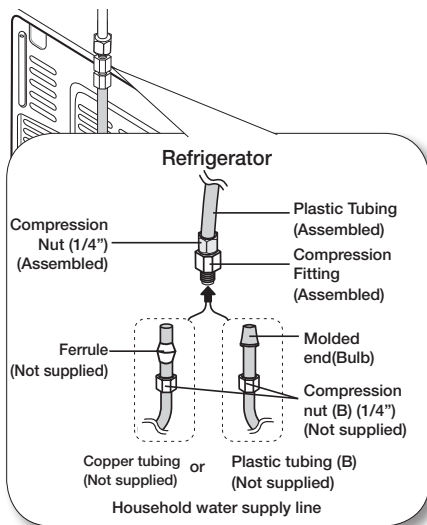 Refrigerator
Compression
Nut (1/4”)
(Assembled)
Plastic Tubing
(Assembled)
Compression
Fitting
(Assembled)
Ferrule
(Not supplied)
Molded
end(Bulb)
Compression
nut (B) (1/4”)
(Not supplied)
Copper tubing
(Not supplied)
or
Plastic tubing (B)
(Not supplied)
Household water supply line